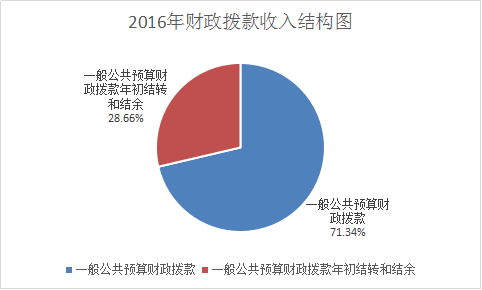 2016年财政拨款收入结构图
一般公共预算财
政拨款年初结转
和结余
28.66%
一般公共预算财
政拨款
71.34%
一般公共预算财政拨款
一般公共预算财政拨款年初结转和结余